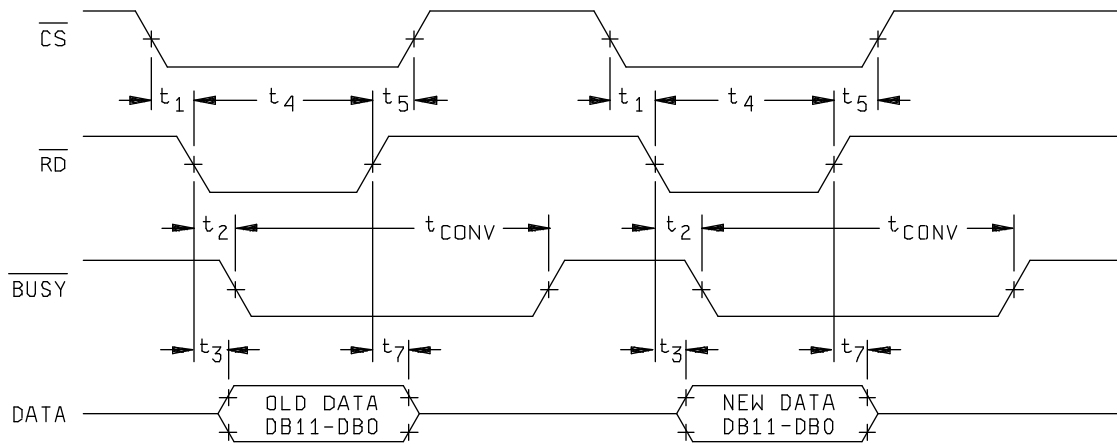 CS
t1 t4 t5 t1 t4 t5
RD
t2 tCONV t2 tCONV
BUSY
t3 t7 t3 t7
DATA
OLD DATA
DB11-DB0
NEW DATA
DB11-DB0